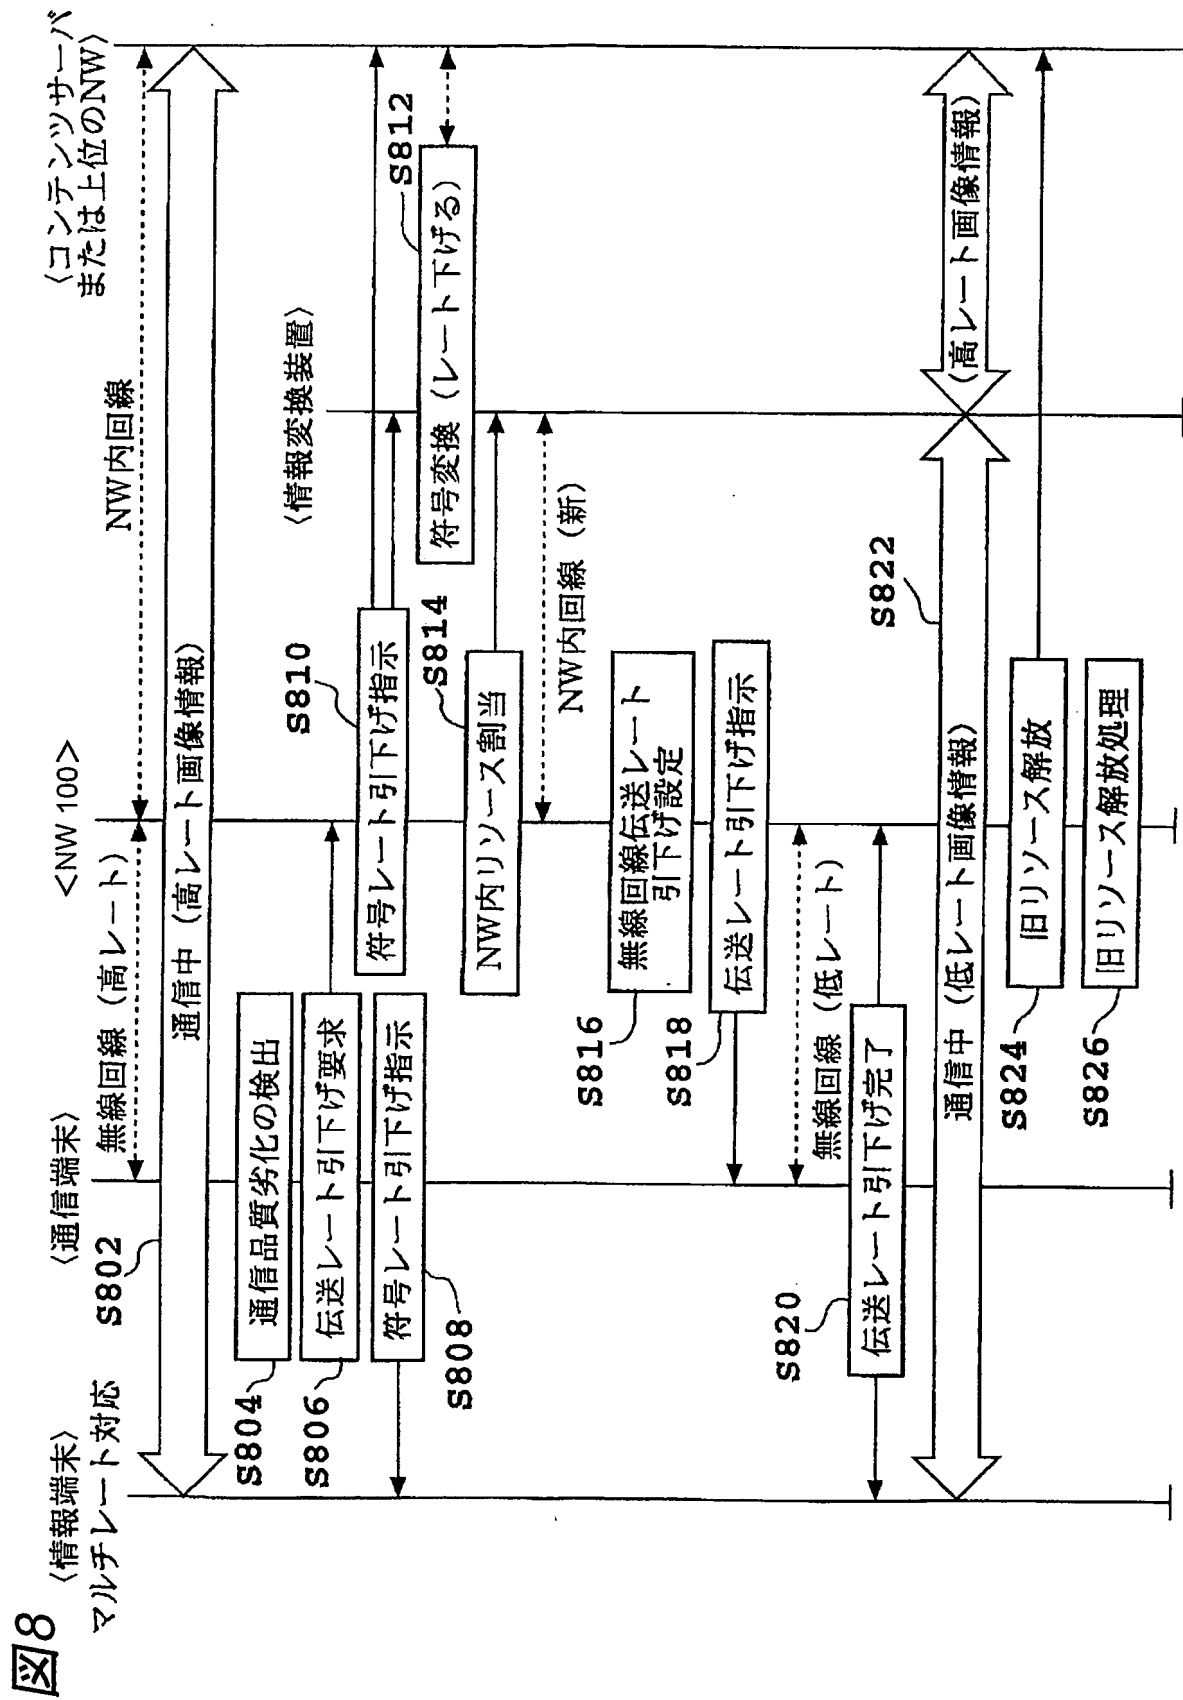 図8
〈情報端末〉
マルチレート対応
〈通信端末〉
<NW 100>
〈コンテンツサーバ
または上位のNW〉
無線回線（高レート）
NW内回線
S802
通信中（高レート画像情報）
S804
通信品質劣化の検出
S806
伝送レート引下げ要求
〈情報変換装置〉
S808
符号レート引下げ指示
S810
符号レート引下げ指示
S812
符号変換（レート下げる）
S814
NW内リソース割当
NW内回線（新）
S816
無線回線伝送レート
引下げ設定
S818
伝送レート引下げ指示
無線回線（低レート）
S820
伝送レート引下げ完了
S822
通信中（低レート画像情報）
（高レート画像情報）
S824
旧リソース解放
S826
旧リソース解放処理